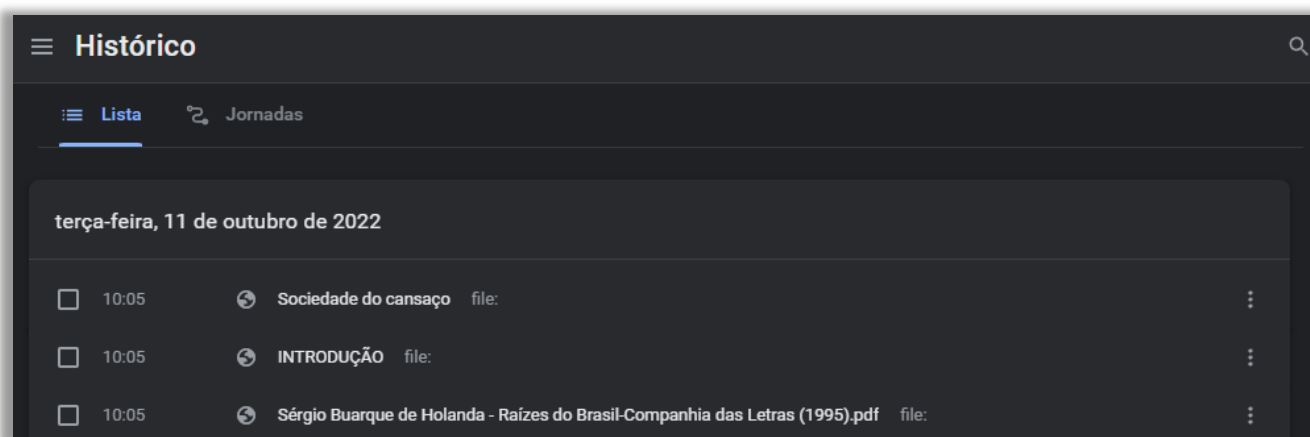 Histórico
Lista Jornadas
terça-feira, 11 de outubro de 2022
10:05 Sociedade do cansaço file:
10:05 INTRODUÇÃO file:
10:05 Sérgio Buarque de Holanda - Raízes do Brasil-Companhia das Letras (1995).pdf file: